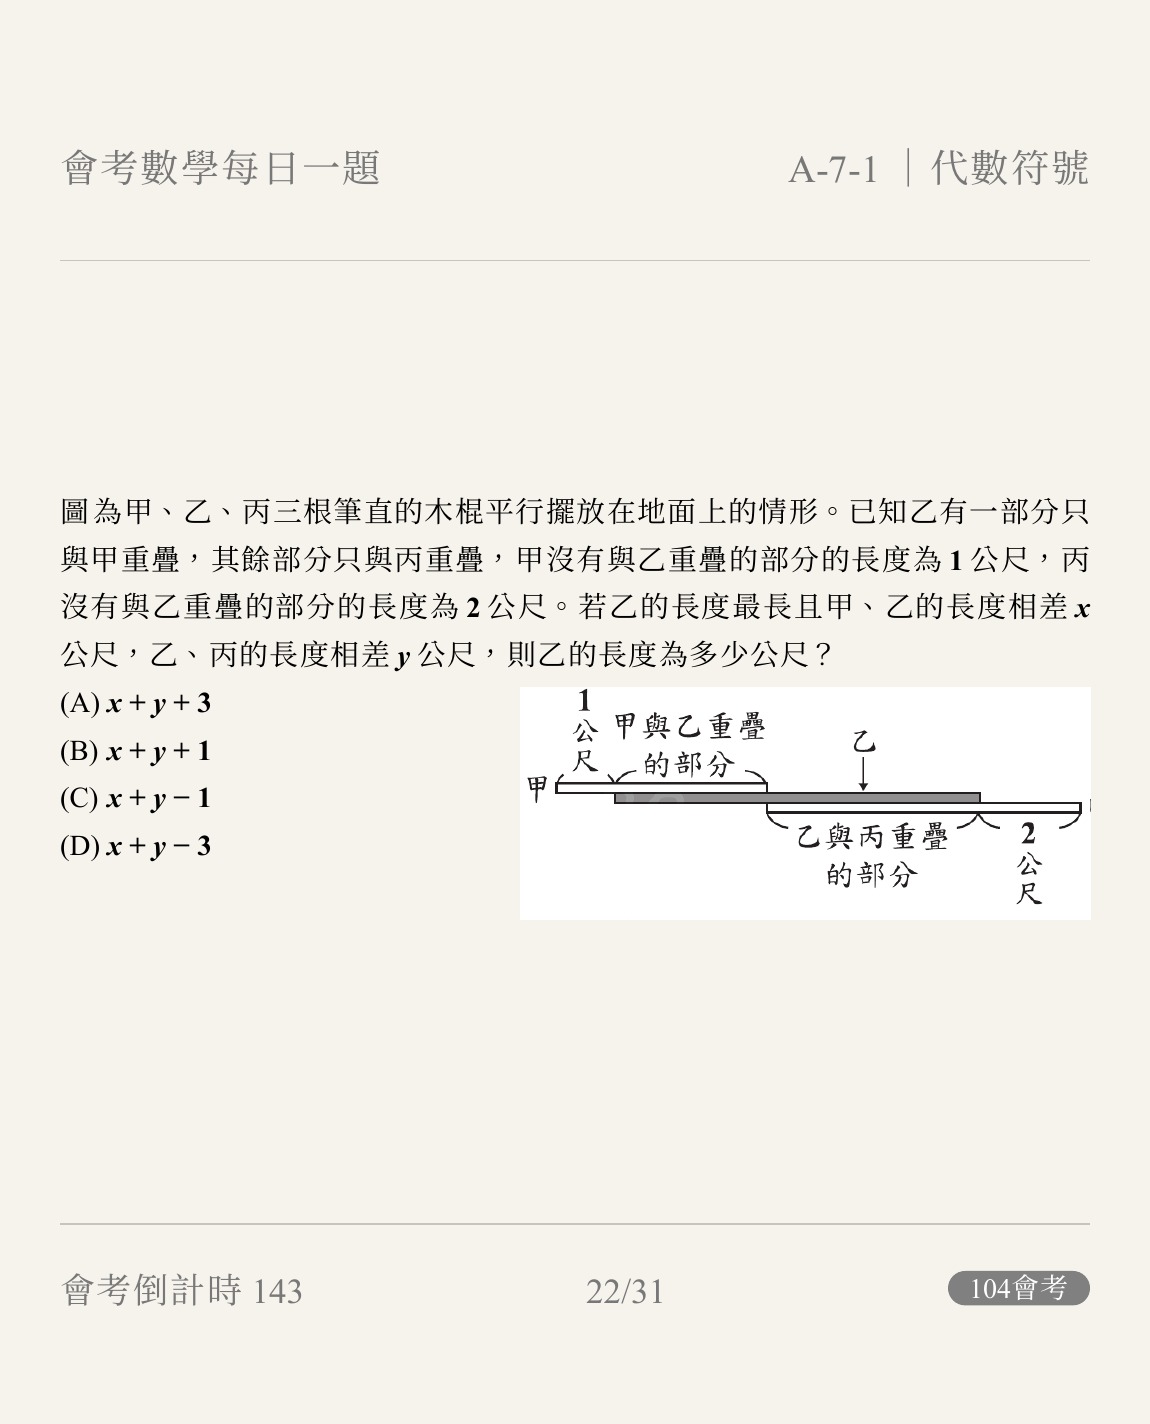 會考數學每日一題
A-7-1 | 代數符號
圖為甲、乙、丙三根筆直的木棍平行擺放在地面上的情形。已知乙有一部分只
與甲重疊，其餘部分只與丙重疊，甲沒有與乙重疊的部分的長度為 1 公尺，丙
沒有與乙重疊的部分的長度為 2 公尺。若乙的長度最長且甲、乙的長度相差 x
公尺，乙、丙的長度相差 y 公尺，則乙的長度為多少公尺？
(A) x + y + 3
(B) x + y + 1
(C) x + y − 1
(D) x + y − 3
1
公
尺
甲與乙重疊
的部分
乙
甲
乙與丙重疊
的部分
2
公
尺
會考倒計時 143
22/31
104會考